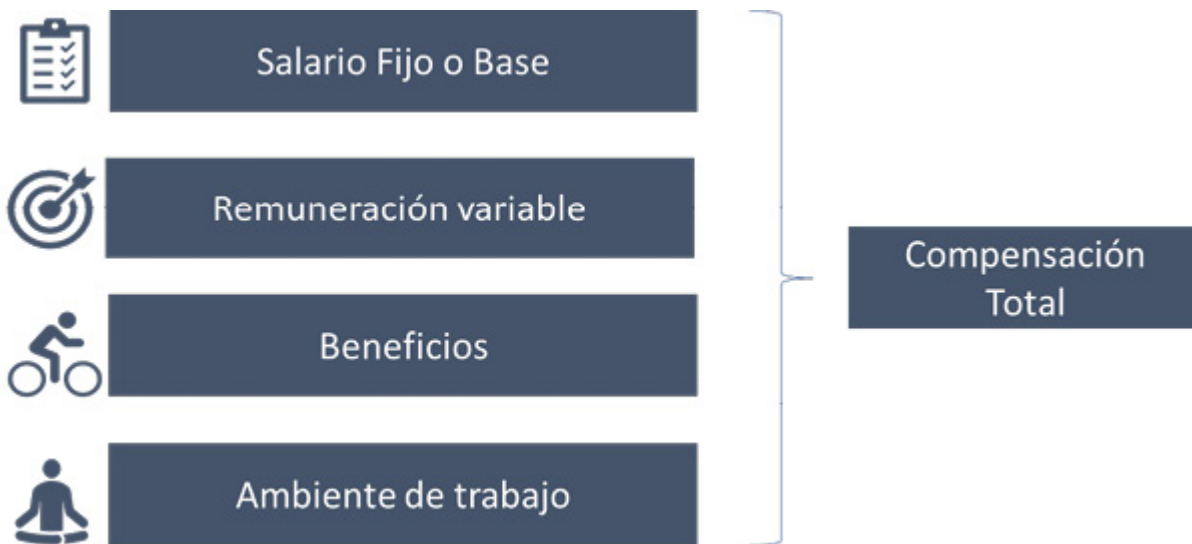 Salario Fijo o Base
Remuneración variable
Beneficios
Ambiente de trabajo
Compensación
Total